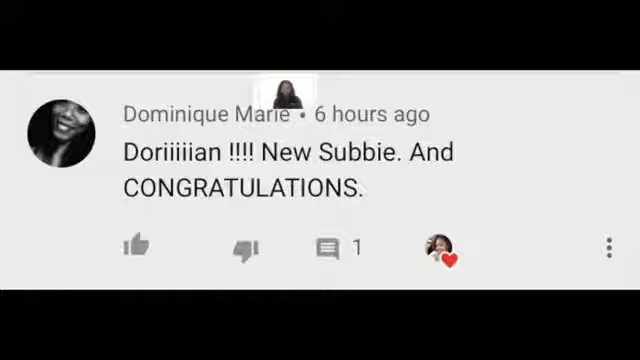 Dominique Marie • 6 hours ago
Doriiiiian !!!! New Subbie. And
CONGRATULATIONS.
1